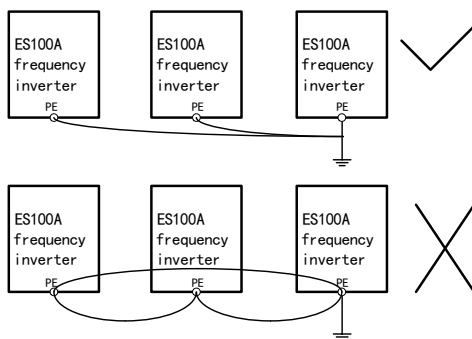 ES100A
frequency
inverter
PE
ES100A
frequency
inverter
PE
ES100A
frequency
inverter
PE
ES100A
frequency
inverter
PE
ES100A
frequency
inverter
PE
ES100A
frequency
inverter
PE